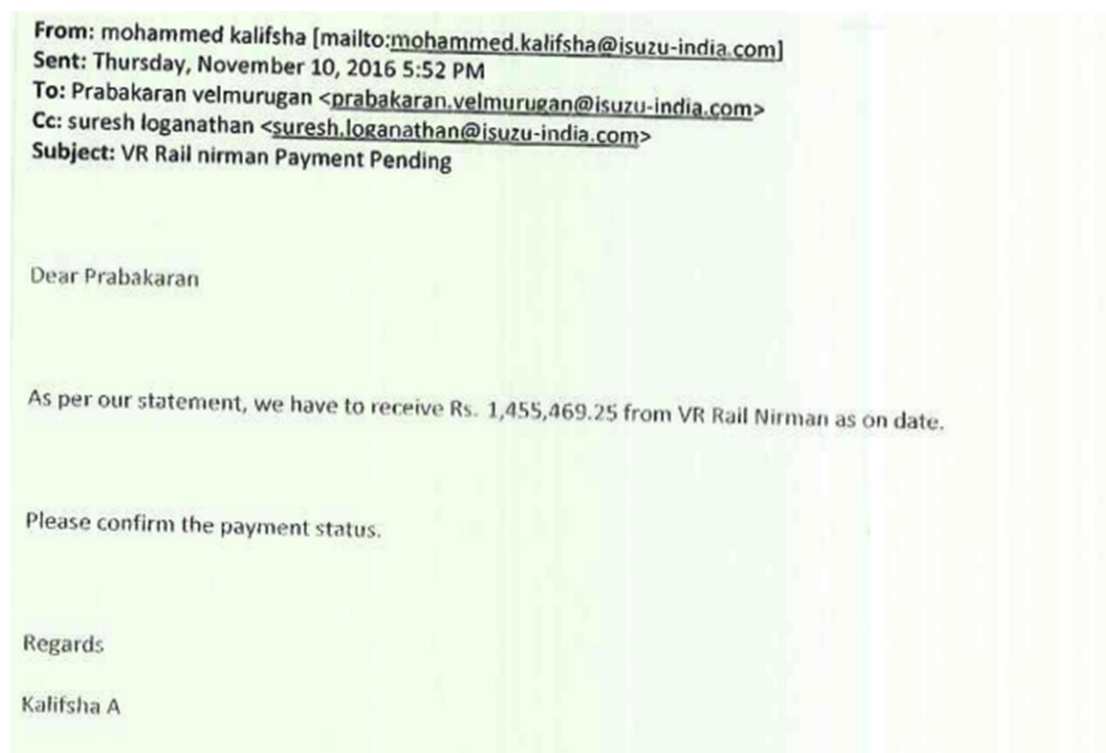 From: mohammed kalifsha [mailto:mohammed.kalifsha@isuzu-india.com]
Sent: Thursday, November 10, 2016 5:52 PM
To: Prabakaran velmurugan <prabakaran.velmurugan@isuzu-india.com>
Cc: suresh loganathan <suresh.loganathan@isuzu-india.com>
Subject: VR Rail nirman Payment Pending
Dear Prabakaran
As per our statement, we have to receive Rs. 1,455,469.25 from VR Rail Nirman as on date.
Please confirm the payment status.
Regards
Kalifsha A